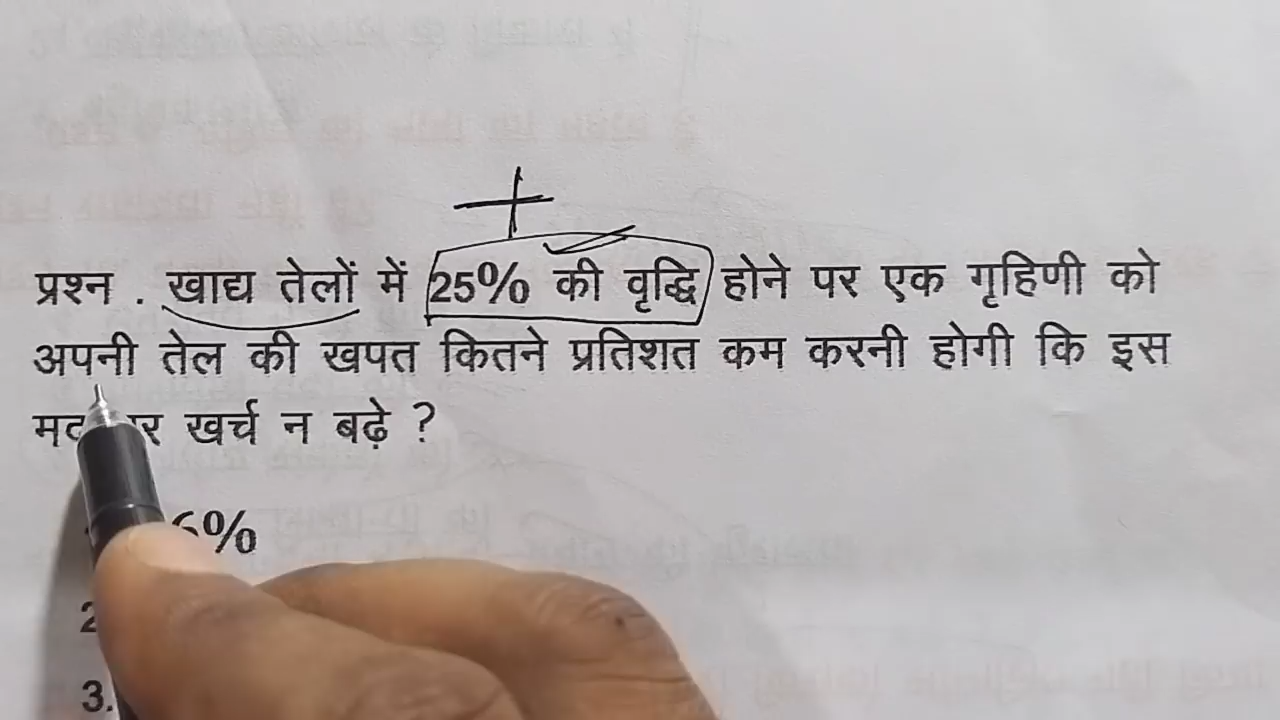 प्रश्न . खाद्य तेलों में 25% की वृद्धि होने पर एक गृहिणी को
अपनी तेल की खपत कितने प्रतिशत कम करनी होगी कि इस
खर्च न बढ़े ?
6%
2
3.